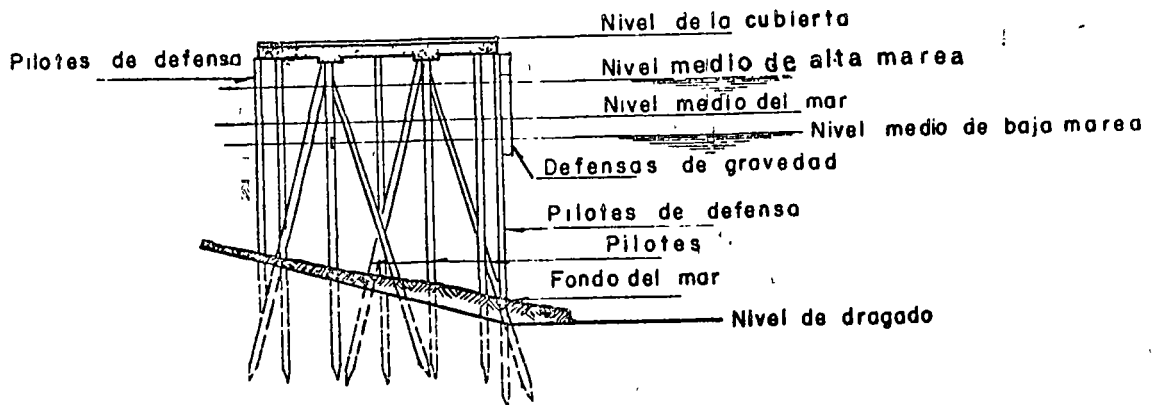 Nivel de la cubierta
Pilotes de defensa
Nivel medio de alta marea
Nivel medio del mar
Nivel medio de baja marea
Defensas de gravedad
Pilotes de defensa
Pilotes
Fondo del mar
Nivel de dragado